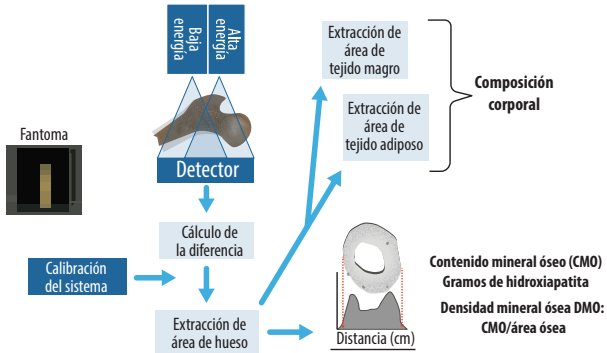 Baja
energía
Alta
energía
Detector
Fantoma
Cálculo de
la diferencia
Calibración
del sistema
Extracción de
área de hueso
Extracción de
área de
tejido magro
Extracción de
área de
tejido adiposo
Composición
corporal
Distancia (cm)
Contenido mineral óseo (CMO)
Gramos de hidroxiapatita
Densidad mineral ósea DMO:
CMO/área ósea